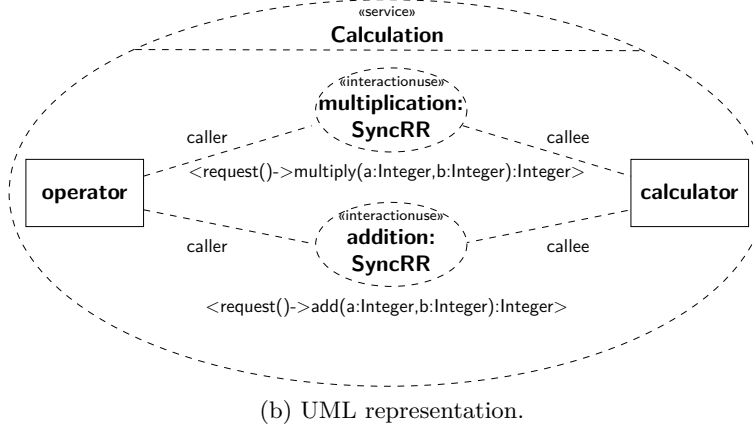 «service»
Calculation
«interactionuse»
multiplication:
SyncRR
caller
callee
<request()->multiply(a:Integer,b:Integer):Integer>
operator
calculator
«interactionuse»
addition:
SyncRR
caller
callee
<request()->add(a:Integer,b:Integer):Integer>
(b) UML representation.